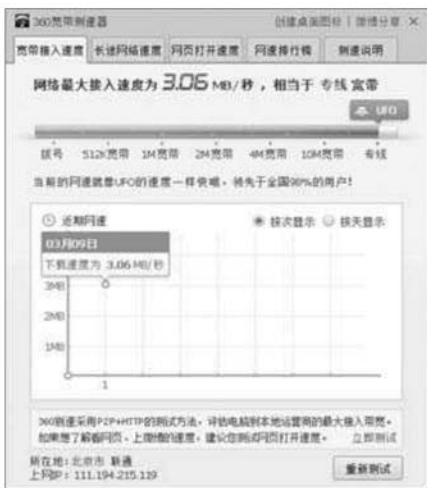 360宽带测速器 创建桌面图标 | 微博分享 ×
宽带接入速度 长途网络速度 网页打开速度 网速排行榜 测速说明
网络最大接入速度为 3.06 MB/秒，相当于 专线 宽带
UFO
拨号 512K宽带 1M宽带 2M宽带 4M宽带 10M宽带 专线
当前的网速就像UFO的速度一样快喔，领先于全国98%的用户!
近期网速 按次显示 按天显示
03月09日
下载速度为 3.06 MB/秒
3MB
2MB
1MB
0
1
360测速采用P2P+HTTP的测试方法，评估电脑到本地运营商的最大接入带宽。
如果想了解看网页、上微博的速度，建议您测试网页打开速度。 立即测试
所在地: 北京市 联通
上网IP: 111.194.215.119
重新测试